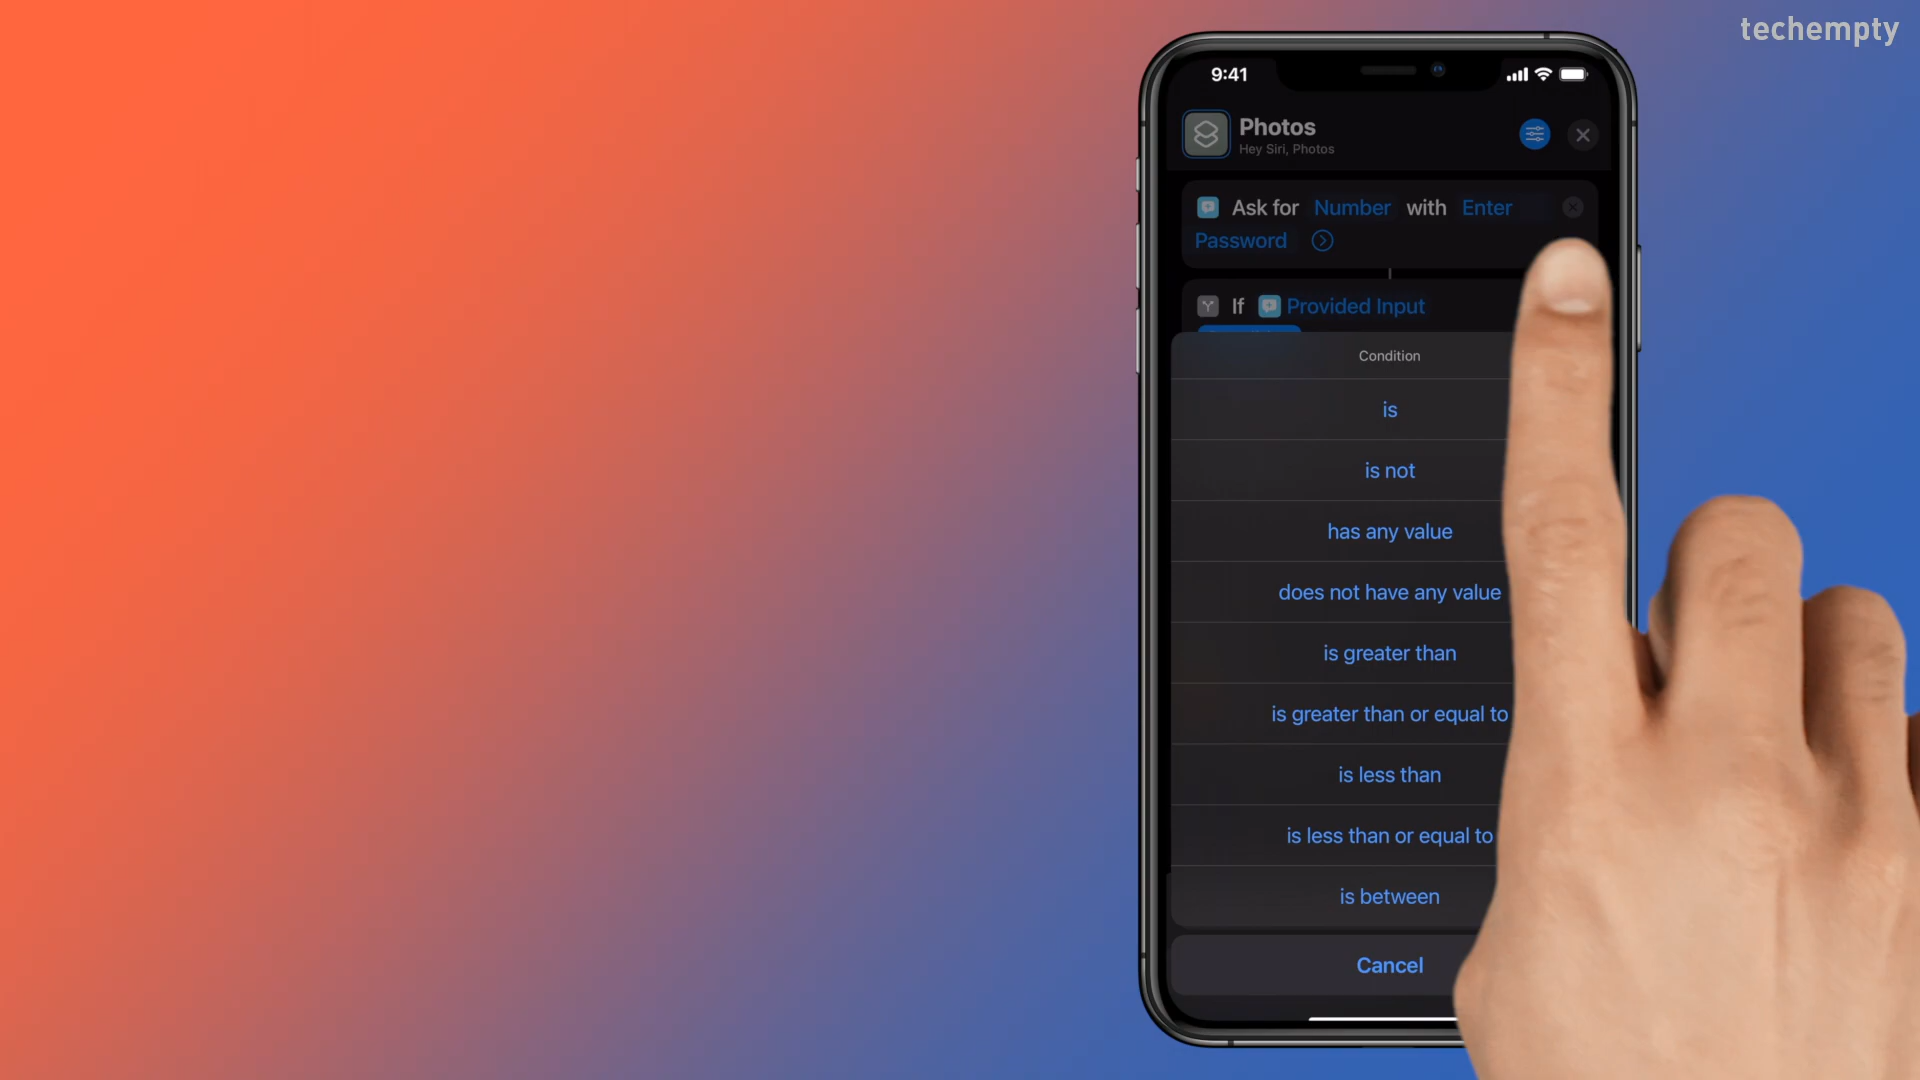 techempty
9:41
Photos
Hey Siri, Photos
Ask for Number with Enter
Password
If Provided Input
Condition
is
is not
has any value
does not have any value
is greater than
is greater than or equal to
is less than
is less than or equal to
is between
Cancel